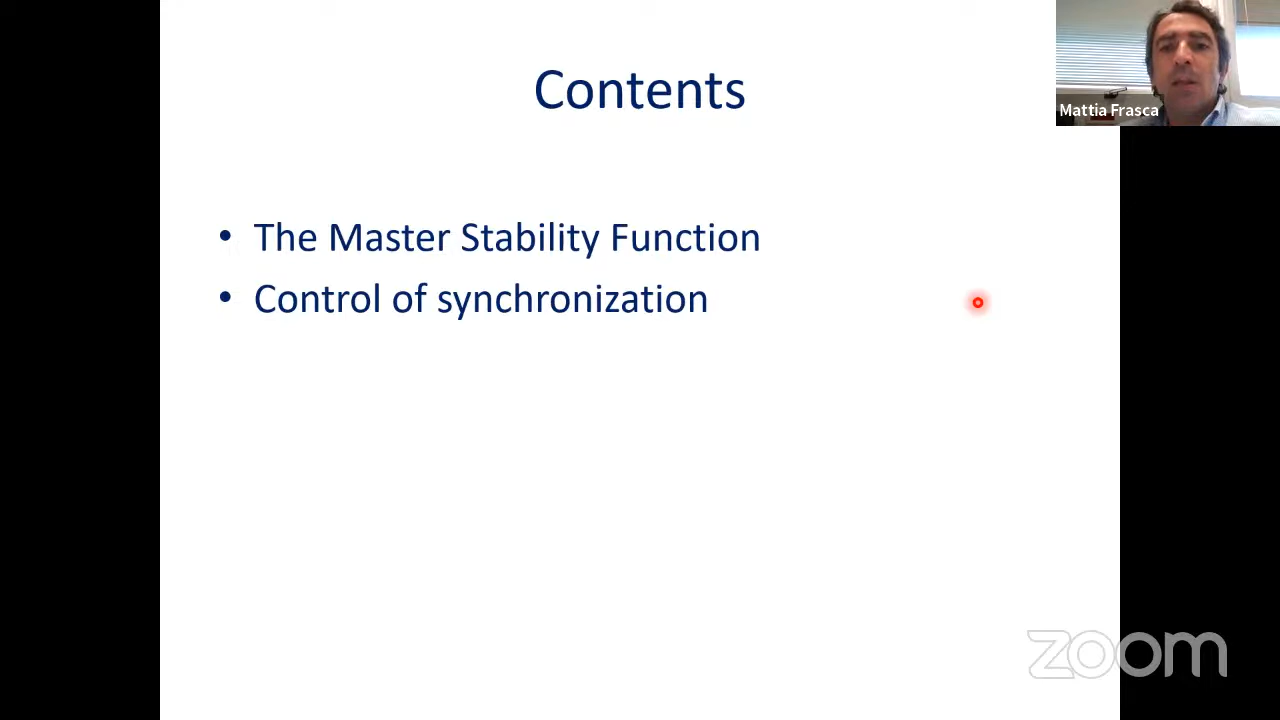 Contents
Mattia Frasca
• The Master Stability Function
• Control of synchronization
zoom